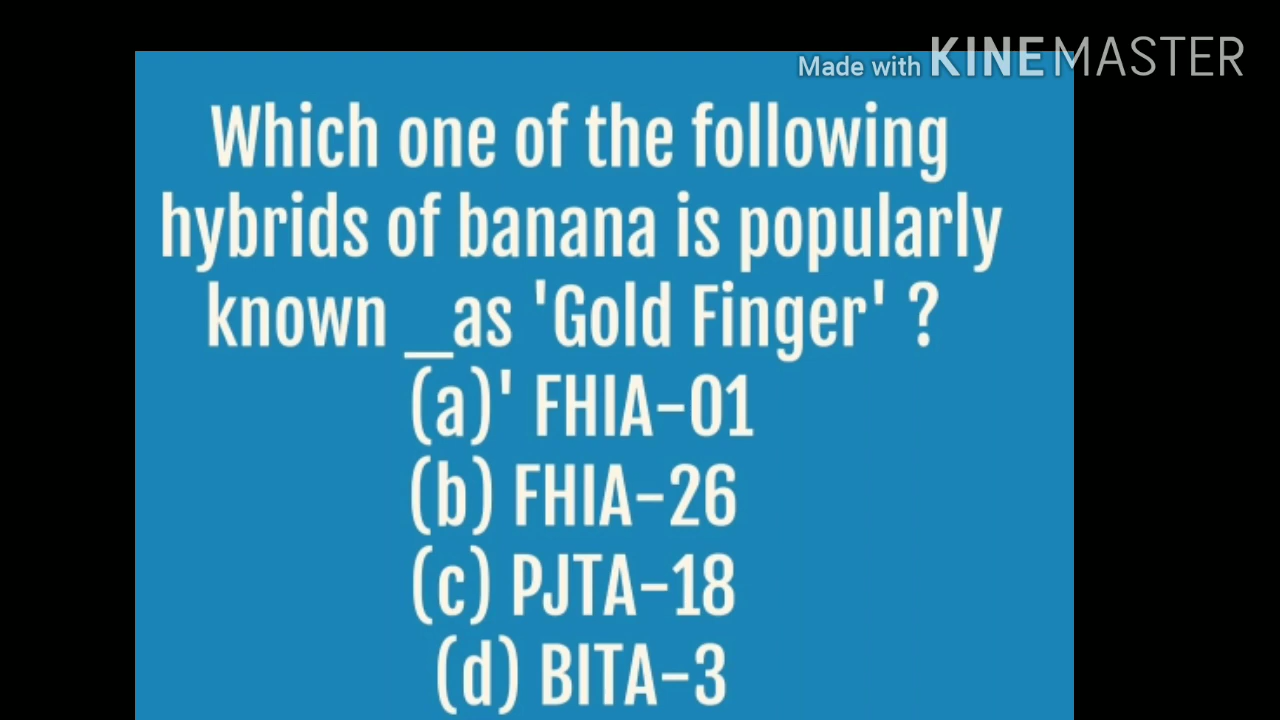 Made with KINEMASTER
Which one of the following
hybrids of banana is popularly
known _as 'Gold Finger' ?
(a)' FHIA-01
(b) FHIA-26
(c) PJTA-18
(d) BITA-3